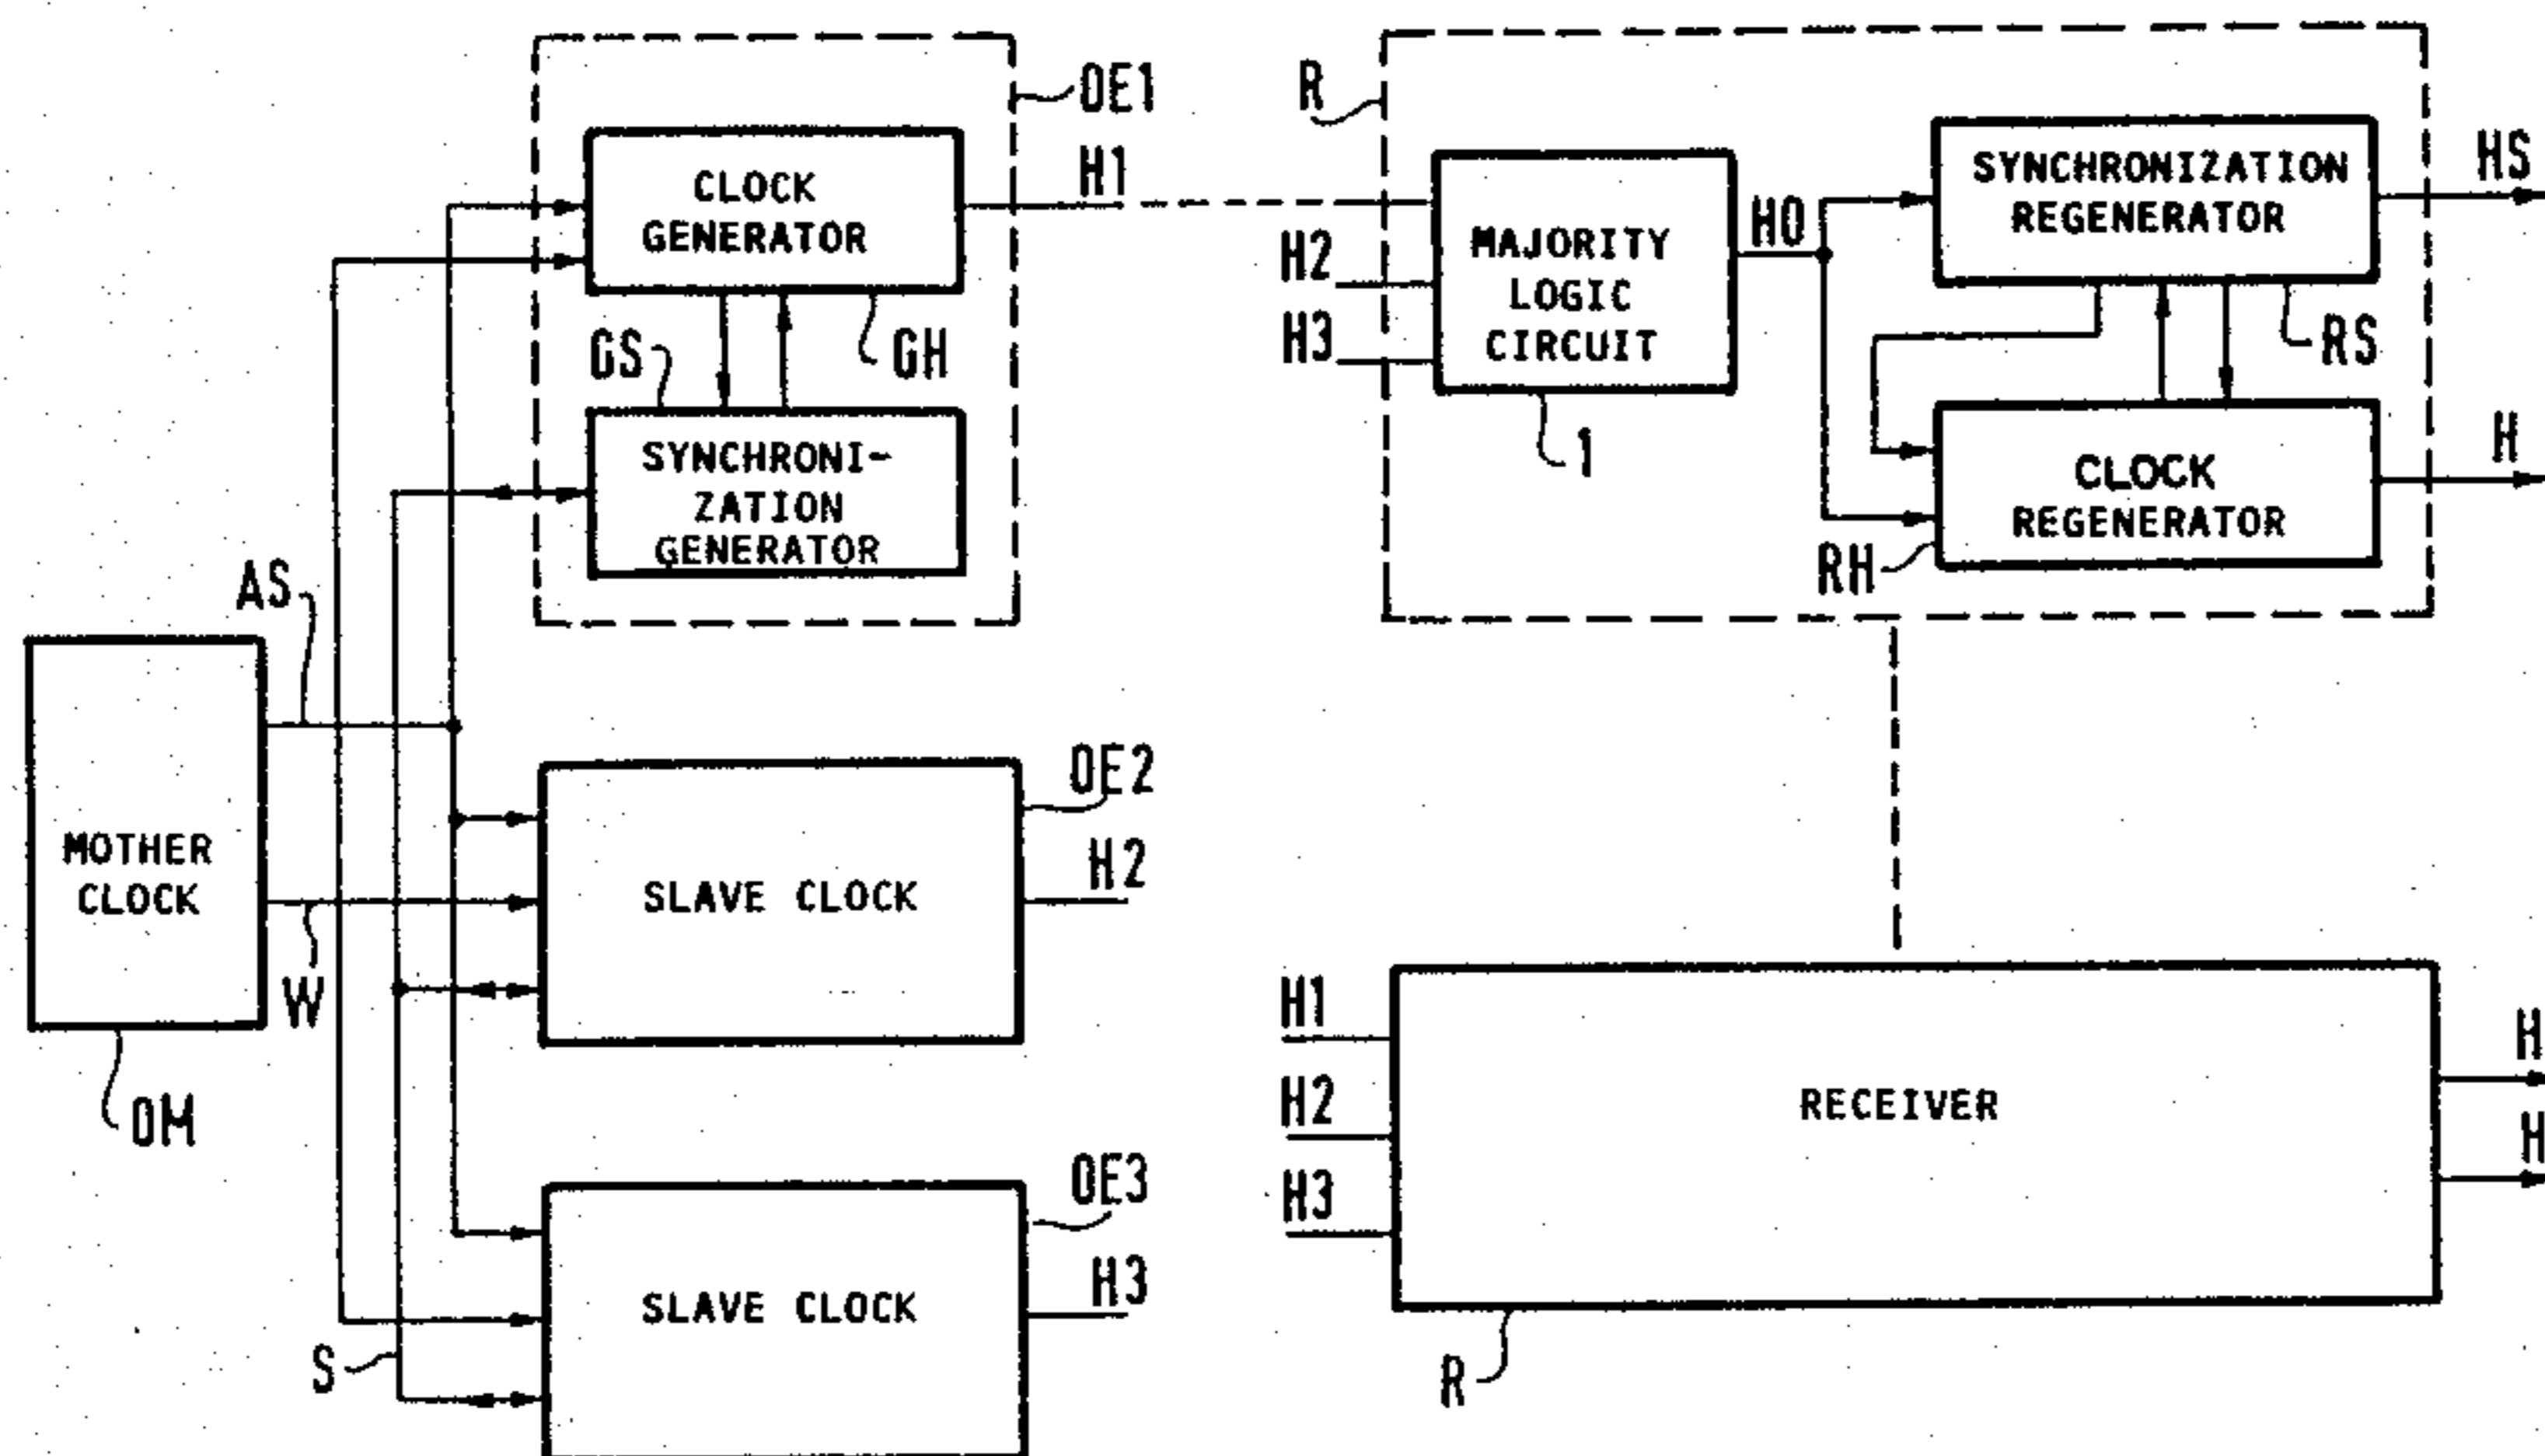 OE1
CLOCK
GENERATOR
H1
GS
GH
SYNCHRONI-
ZATION
GENERATOR
AS
MOTHER
CLOCK
W
OM
OE2
SLAVE CLOCK
H2
OE3
SLAVE CLOCK
H3
S
R
H2
H3
MAJORITY
LOGIC
CIRCUIT
1
HO
SYNCHRONIZATION
REGENERATOR
HS
RS
CLOCK
REGENERATOR
H
RH
H1
H2
H3
RECEIVER
H
H
R